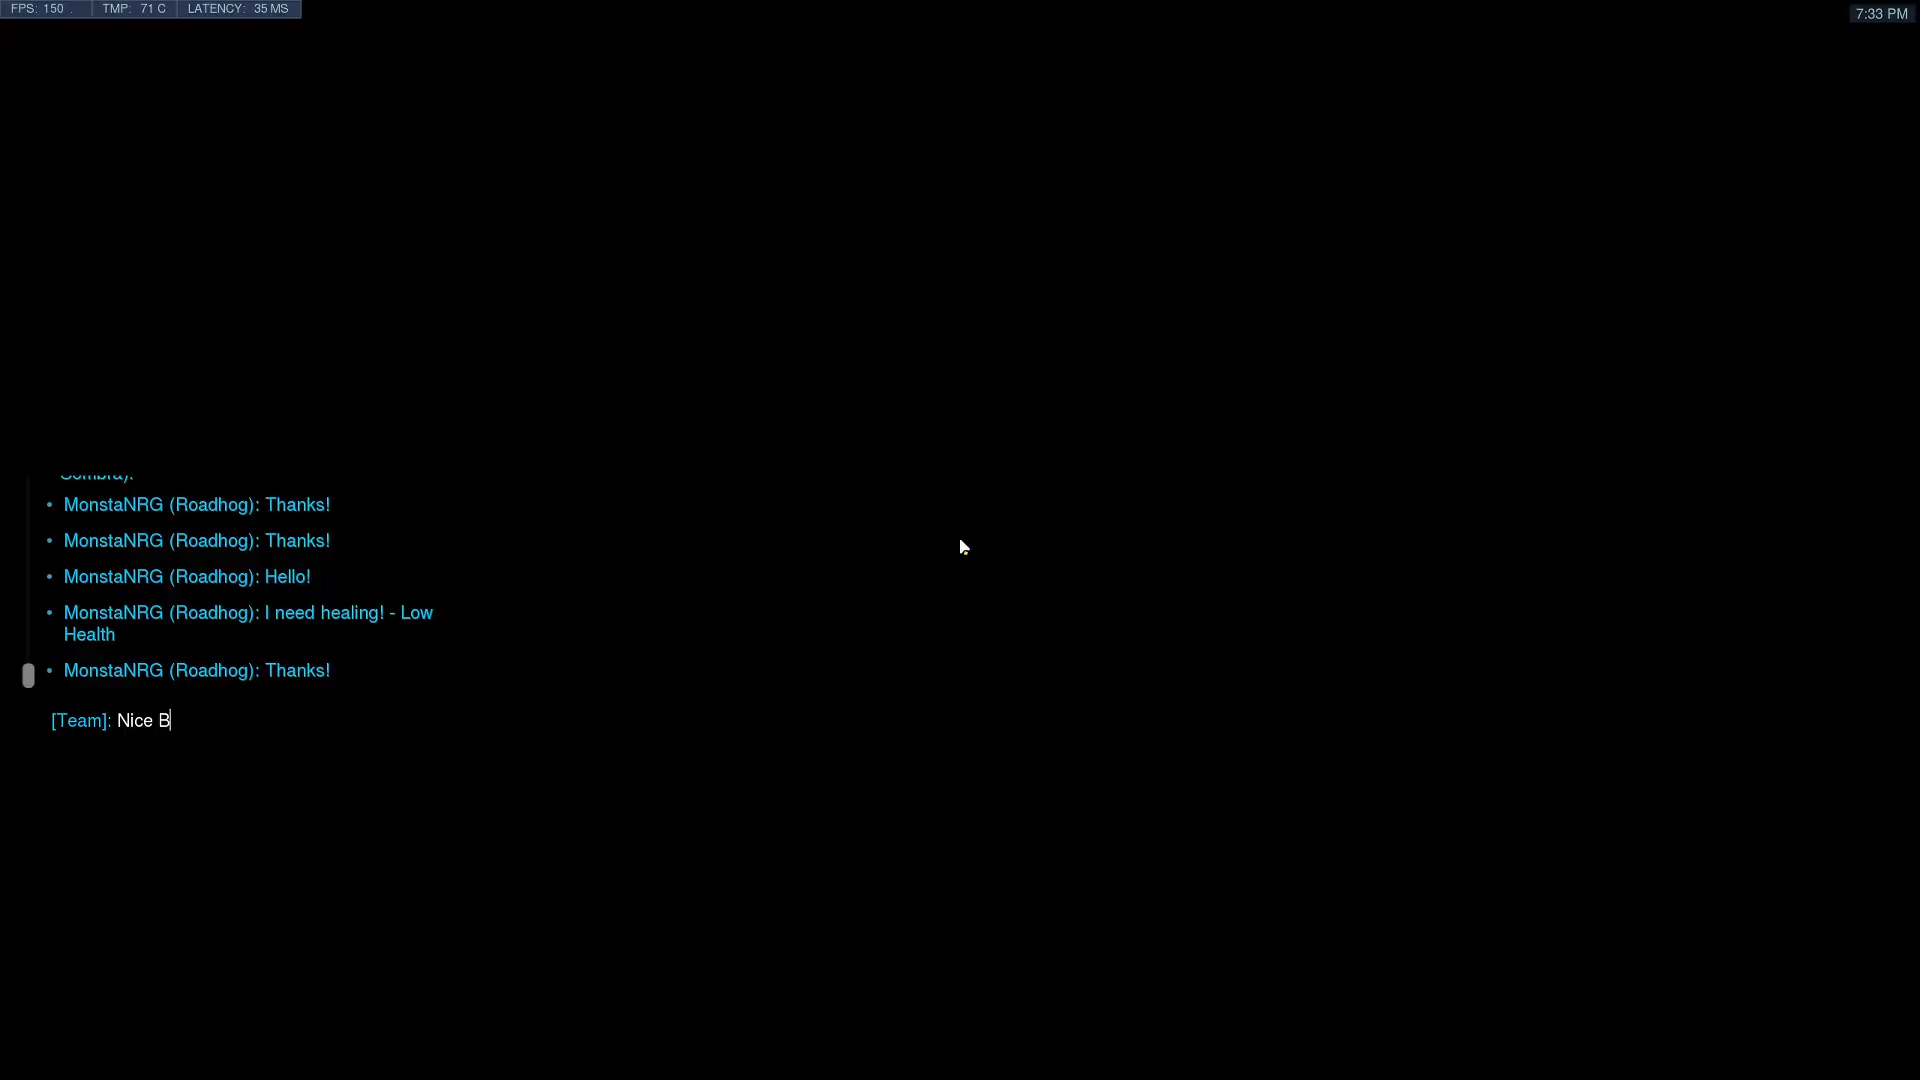 FPS: 150 . TMP: 71 C LATENCY: 35 MS
7:33 PM
Sombra):
• MonstaNRG (Roadhog): Thanks!
• MonstaNRG (Roadhog): Thanks!
• MonstaNRG (Roadhog): Hello!
• MonstaNRG (Roadhog): I need healing! - Low
Health
• MonstaNRG (Roadhog): Thanks!
[Team]: Nice B